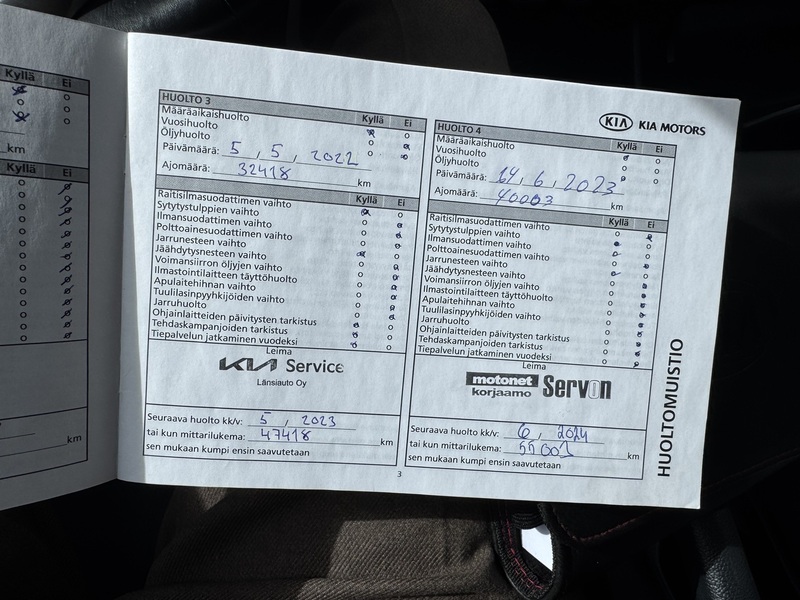 Kyllä Ei
km
Kyllä Ei
km
HUOLTO 3
Kyllä Ei
Määräaikaishuolto
Vuosihuolto
Öljyhuolto
Päivämäärä: 5 , 5 , 2022
Ajomäärä: 32418 km
Kyllä Ei
Raitisilmasuodattimen vaihto
Sytytystulppien vaihto
Ilmansuodattimen vaihto
Polttoainesuodattimen vaihto
Jarrunesteen vaihto
Jäähdytysnesteen vaihto
Voimansiirron öljyjen vaihto
Ilmastointilaitteen täyttöhuolto
Apulaitehihnan vaihto
Tuulilasinpyyhkijöiden vaihto
Jarruhuolto
Ohjainlaitteiden päivitysten tarkistus
Tehdaskampanjoiden tarkistus
Tiepalvelun jatkaminen vuodeksi
Leima
KIA Service
Länsiauto Oy
Seuraava huolto kk/v: 5 , 2023
tai kun mittarilukema: 47418 km
sen mukaan kumpi ensin saavutetaan
3
KIA KIA MOTORS
HUOLTO 4
Kyllä Ei
Määräaikaishuolto
Vuosihuolto
Öljyhuolto
Päivämäärä: 14 , 6 , 2023
Ajomäärä: 40003 km
Kyllä Ei
Raitisilmasuodattimen vaihto
Sytytystulppien vaihto
Ilmansuodattimen vaihto
Polttoainesuodattimen vaihto
Jarrunesteen vaihto
Jäähdytysnesteen vaihto
Voimansiirron öljyjen vaihto
Ilmastointilaitteen täyttöhuolto
Apulaitehihnan vaihto
Tuulilasinpyyhkijöiden vaihto
Jarruhuolto
Ohjainlaitteiden päivitysten tarkistus
Tehdaskampanjoiden tarkistus
Tiepalvelun jatkaminen vuodeksi
Leima
motonet Servon
korjaamo
Seuraava huolto kk/v: 6 , 2024
tai kun mittarilukema: 55001 km
sen mukaan kumpi ensin saavutetaan
HUOLTOMUISTIO